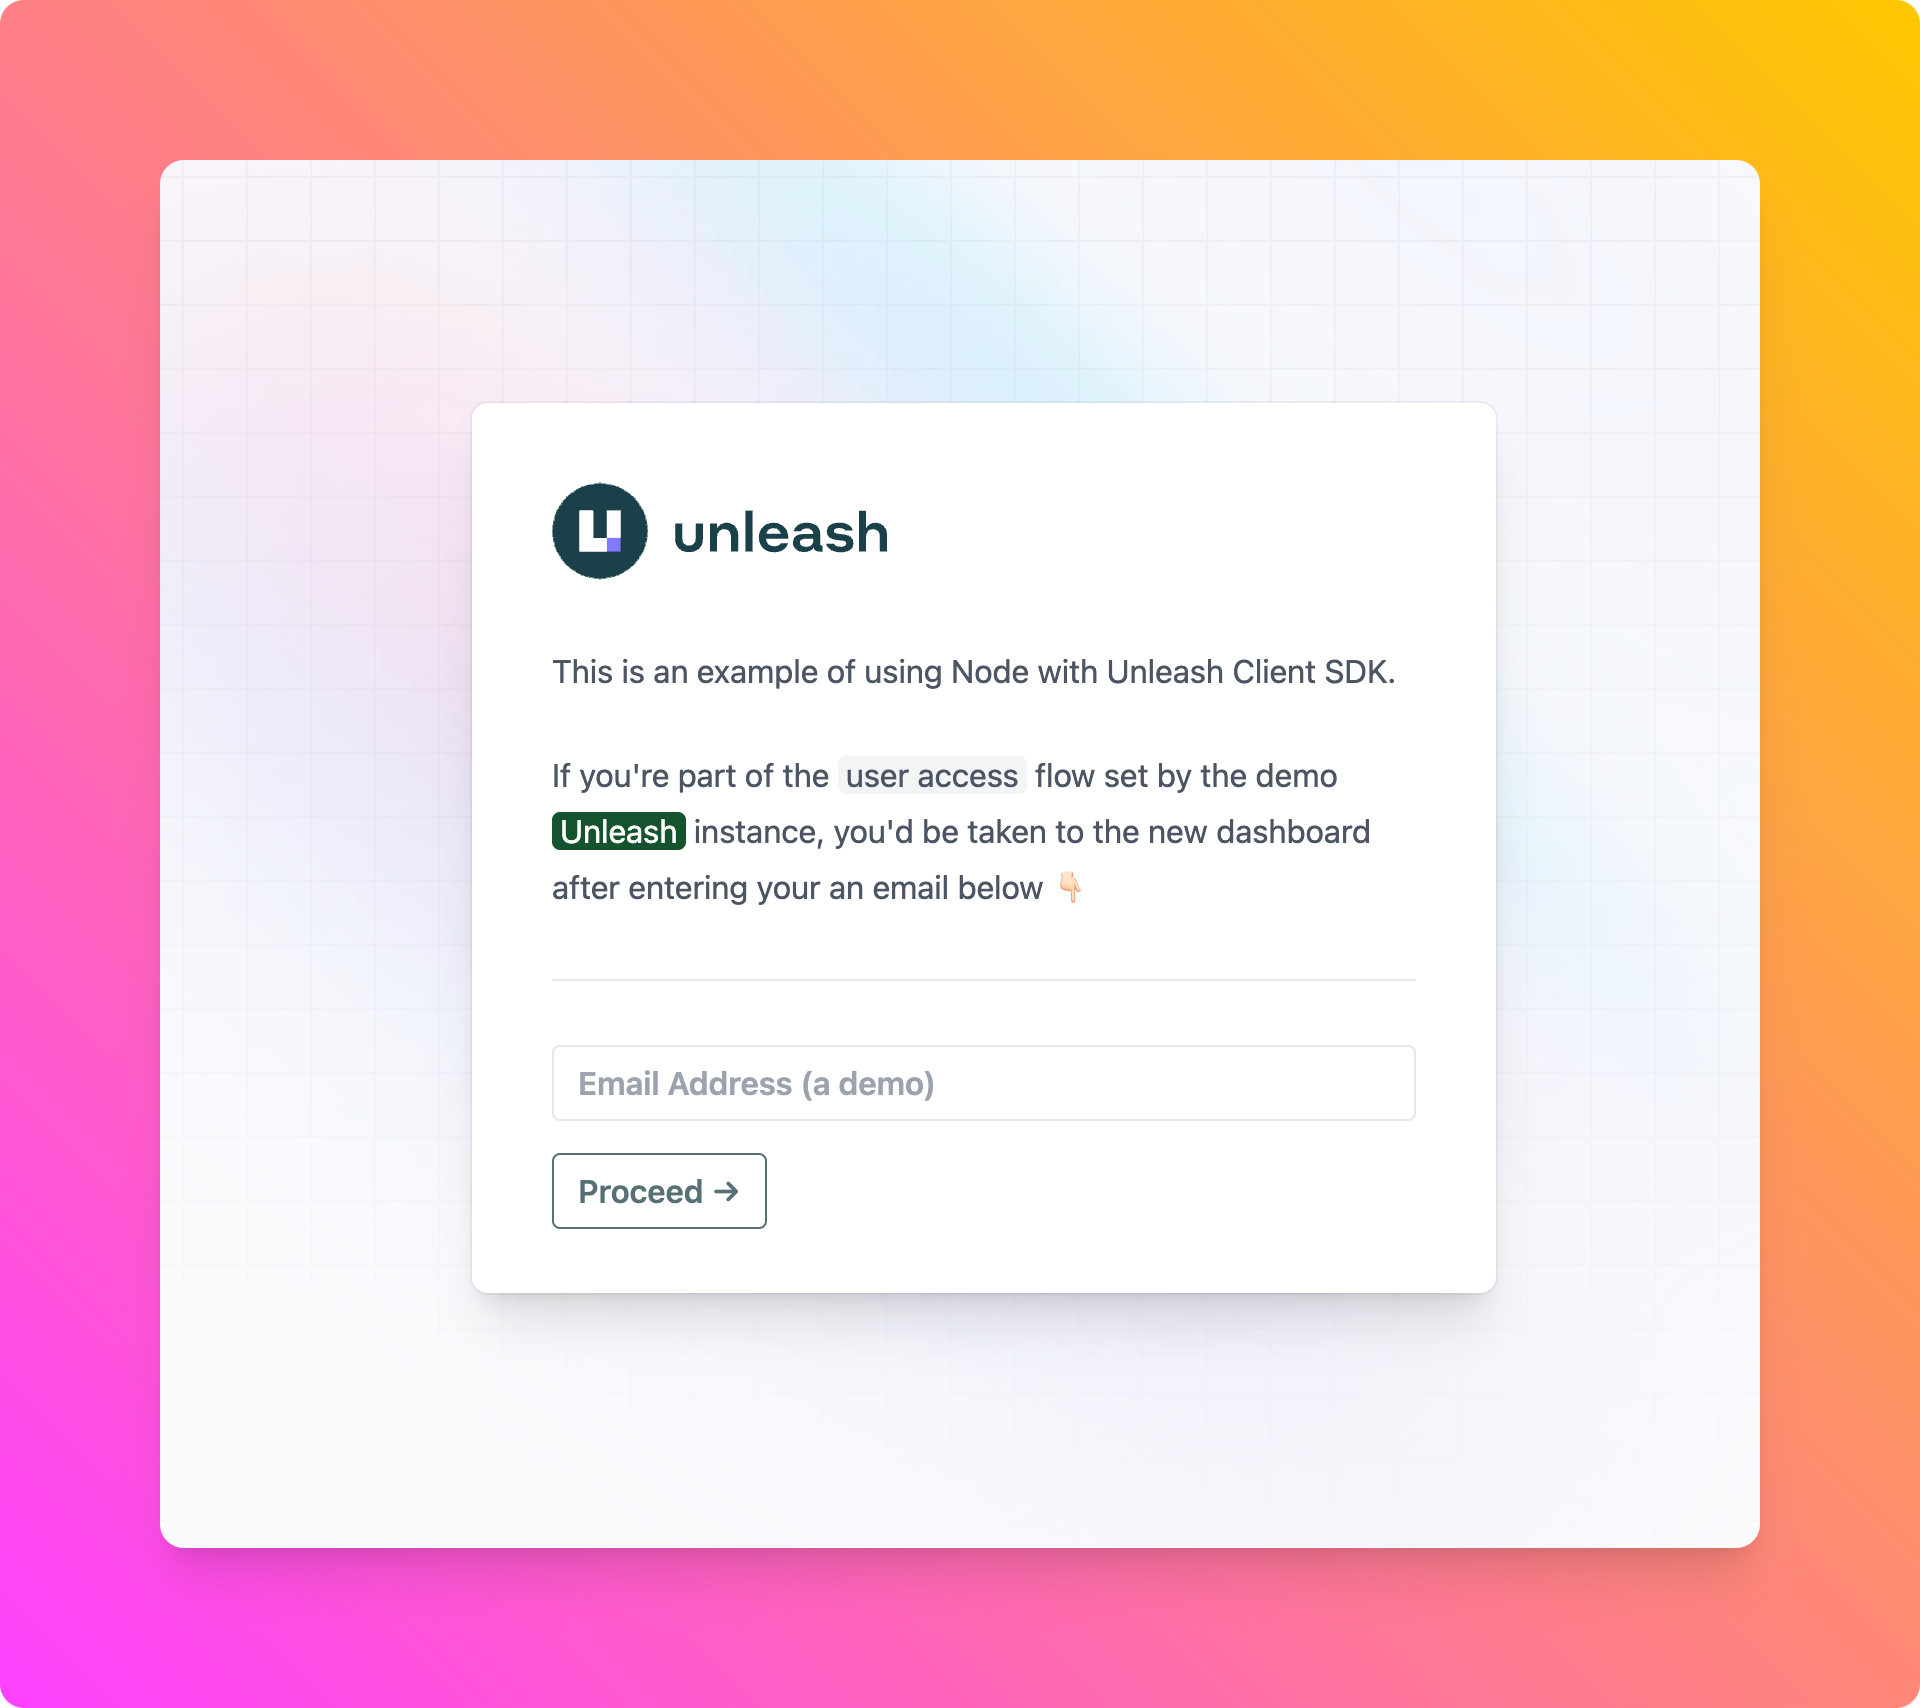 unleash
This is an example of using Node with Unleash Client SDK.
If you're part of the user access flow set by the demo
Unleash instance, you'd be taken to the new dashboard
after entering your an email below 👇🏻
Email Address (a demo)
Proceed →